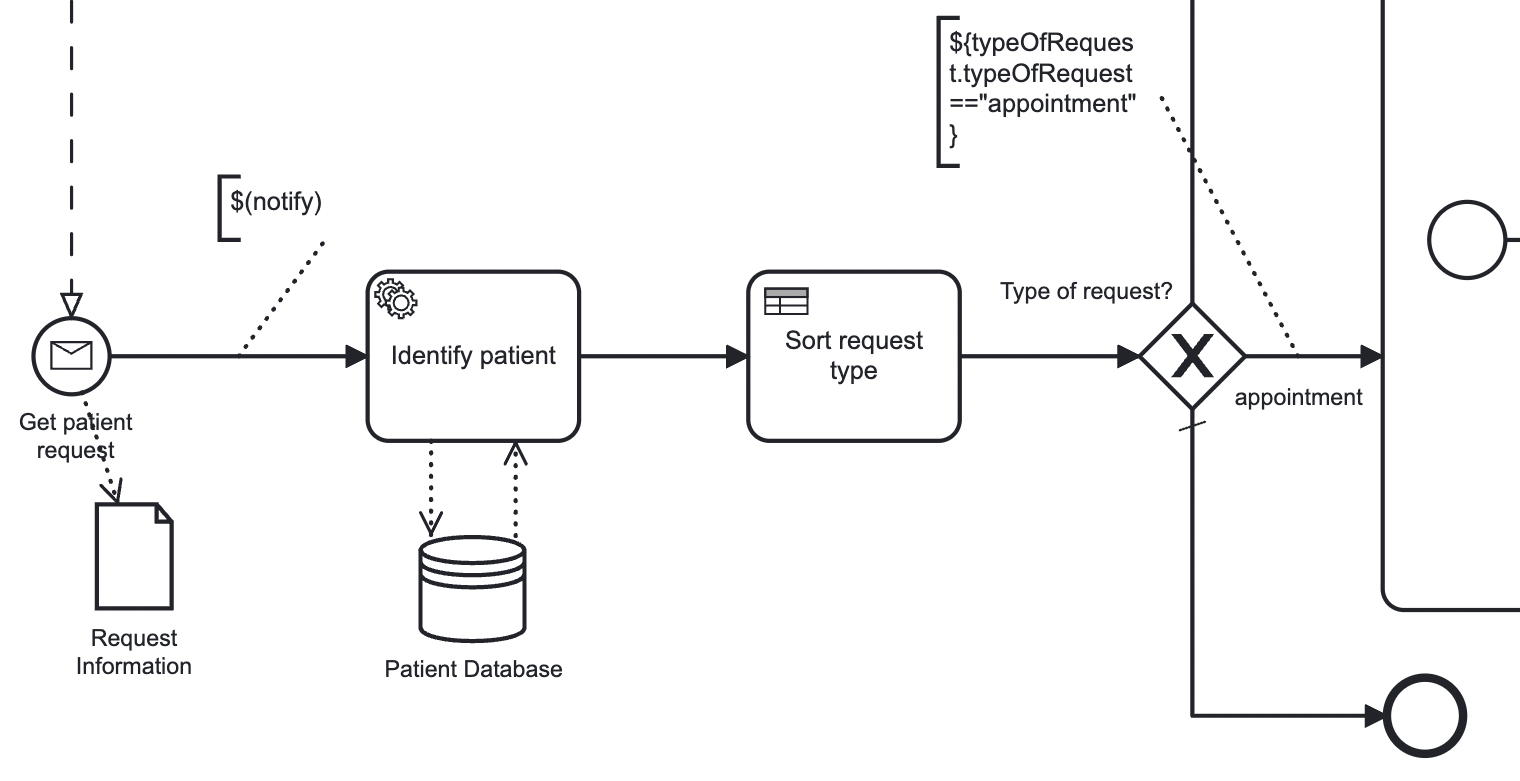 ${typeOfReques
t.typeOfRequest
=="appointment"
}
$(notify)
Type of request?
Identify patient
Sort request
type
appointment
Get patient
request
Request
Information
Patient Database